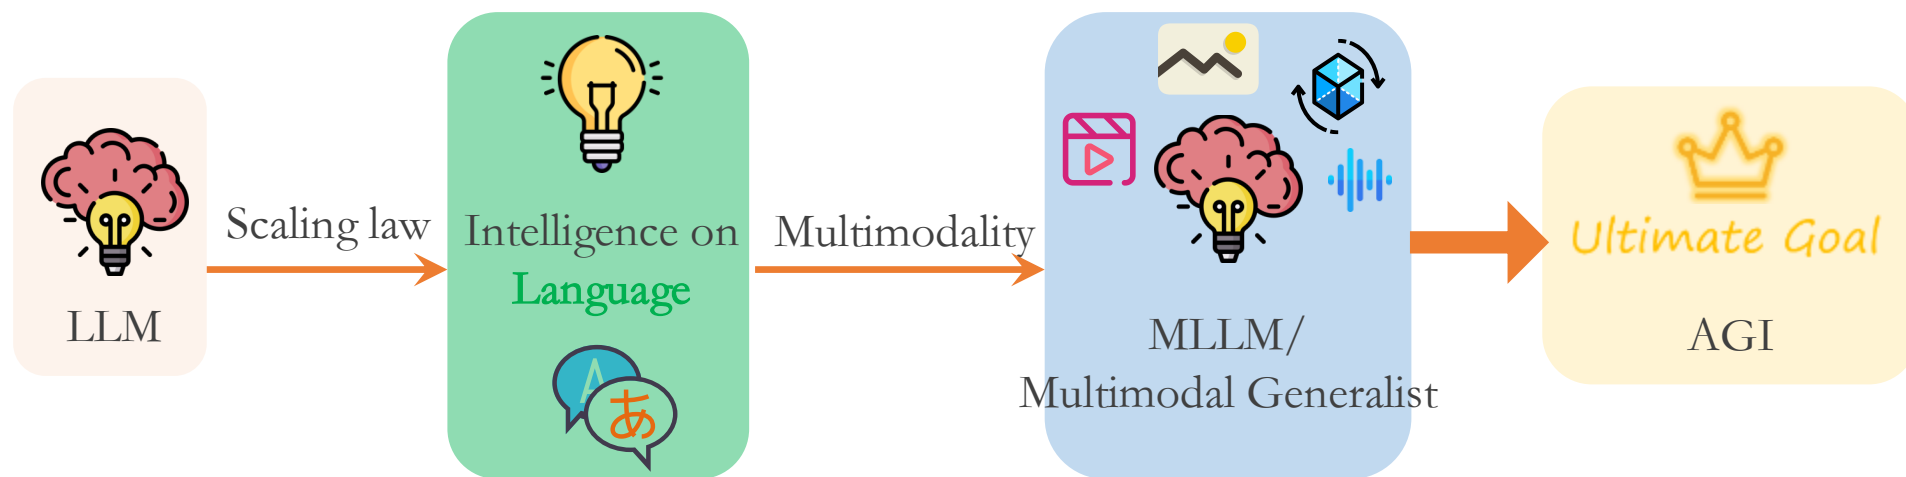 LLM
Scaling law
Intelligence on
Language
A
あ
Multimodality
MLLM/
Multimodal Generalist
Ultimate Goal
AGI